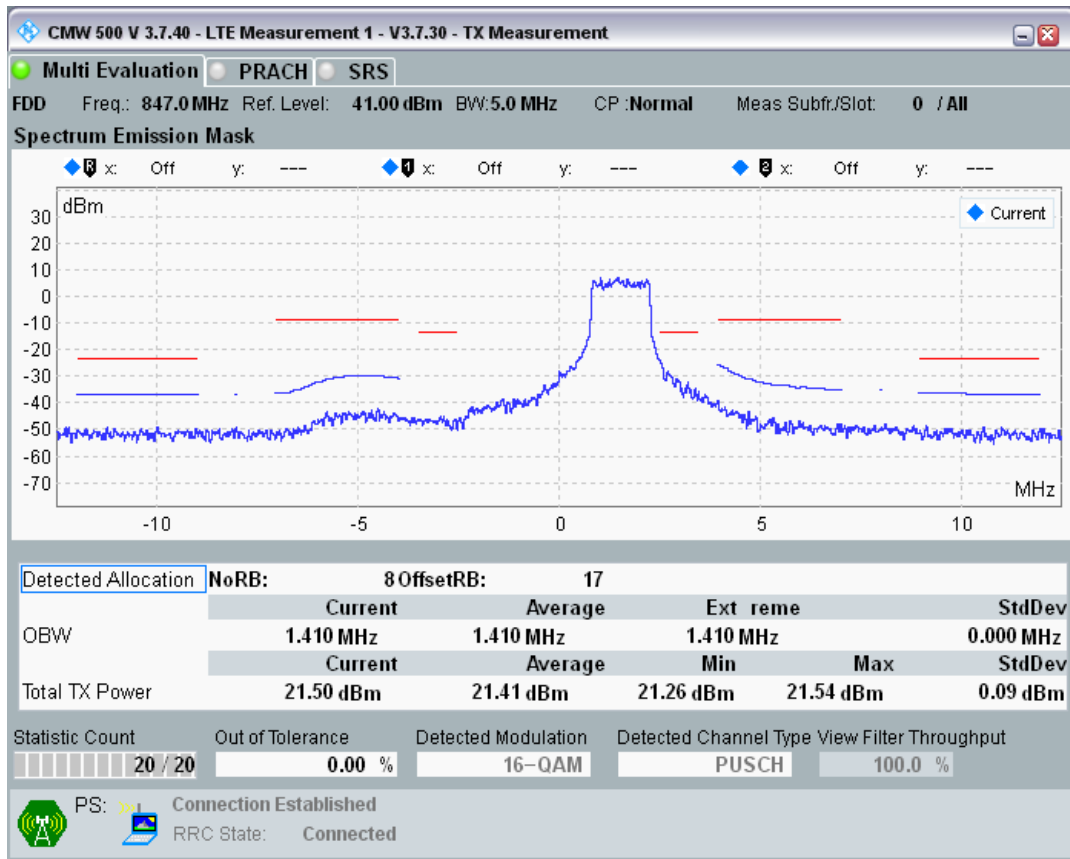 CMW 500 V 3.7.40 - LTE Measurement 1 - V3.7.30 - TX Measurement
Multi Evaluation PRACH SRS
FDD Freq.: 847.0 MHz Ref. Level: 41.00 dBm BW:5.0 MHz CP :Normal Meas Subfr./Slot: 0 / All
Spectrum Emission Mask
R x: Off y: --- 1 x: Off y: --- 2 x: Off y: ---
dBm
Current
30
20
10
0
-10
-20
-30
-40
-50
-60
-70
MHz
-10 -5 0 5 10
Detected Allocation NoRB: 8 OffsetRB: 17
Current Average Ext reme StdDev
OBW 1.410 MHz 1.410 MHz 1.410 MHz 0.000 MHz
Current Average Min Max StdDev
Total TX Power 21.50 dBm 21.41 dBm 21.26 dBm 21.54 dBm 0.09 dBm
Statistic Count Out of Tolerance Detected Modulation Detected Channel Type View Filter Throughput
20 / 20 0.00 % 16-QAM PUSCH 100.0 %
PS: Connection Established
RRC State: Connected